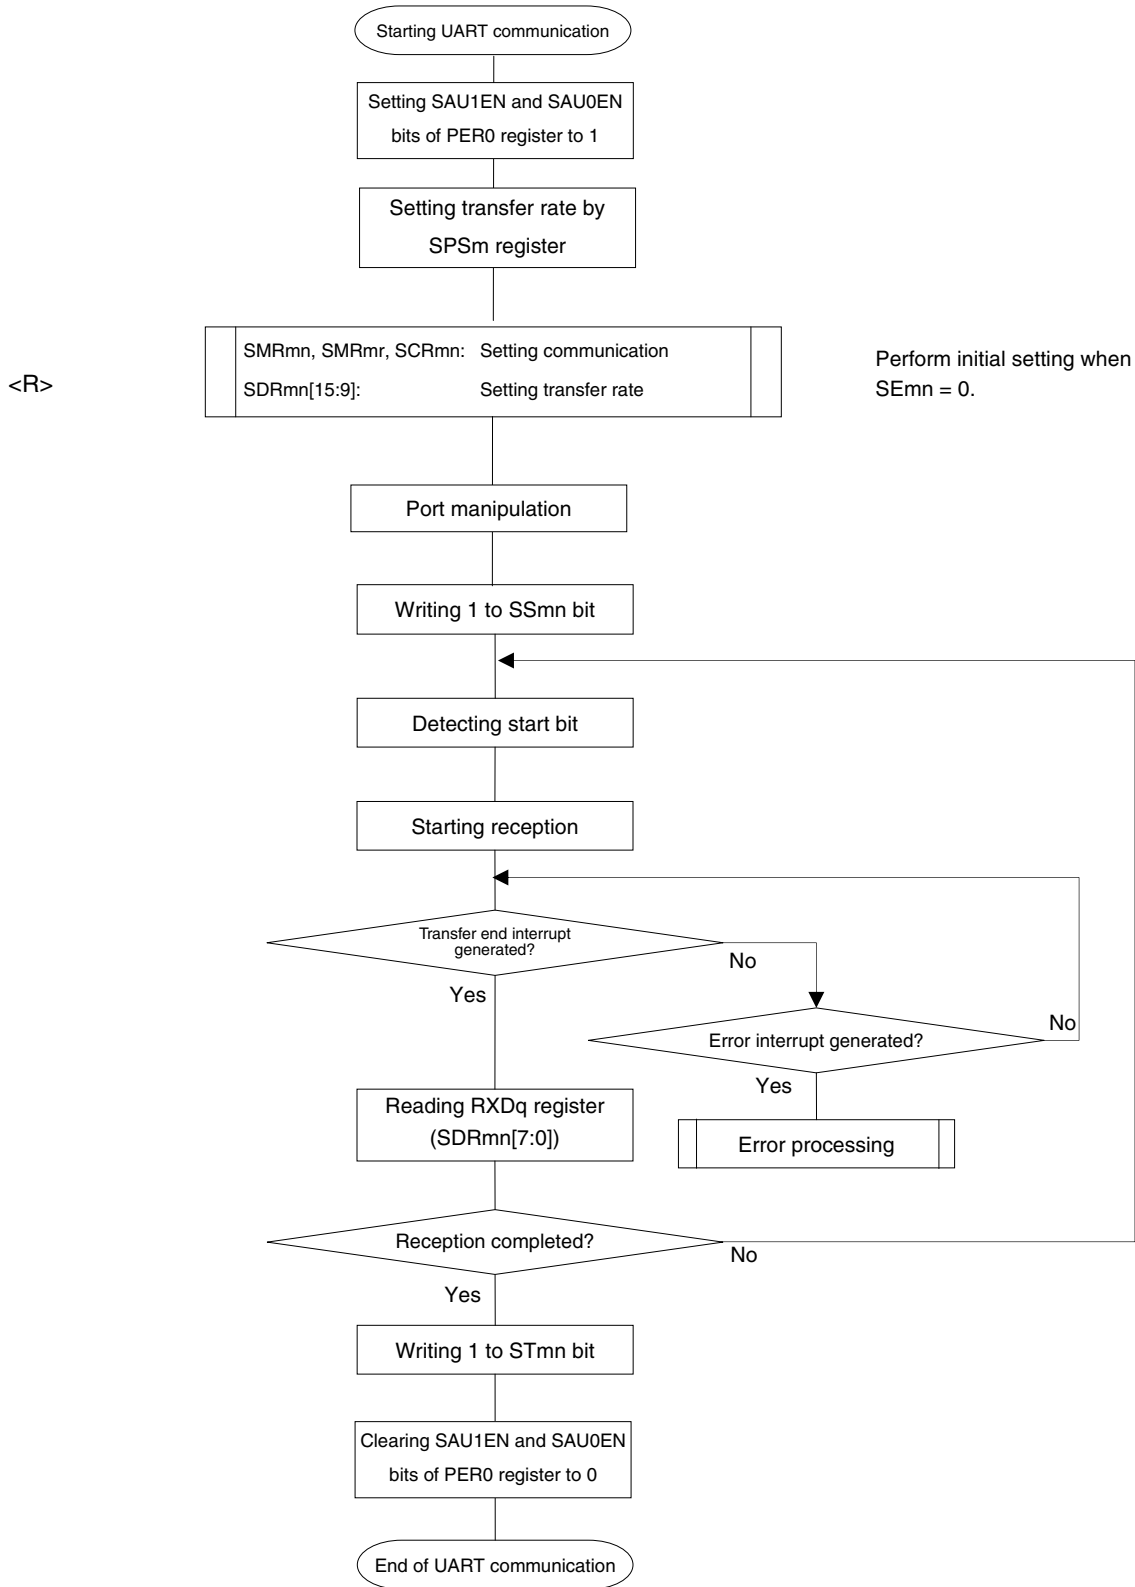 Starting UART communication
Setting SAU1EN and SAU0EN
bits of PER0 register to 1
Setting transfer rate by
SPSm register
<R>
SMRmn, SMRmr, SCRmn: Setting communication
SDRmn[15:9]: Setting transfer rate
Perform initial setting when
SEmn = 0.
Port manipulation
Writing 1 to SSmn bit
Detecting start bit
Starting reception
Transfer end interrupt
generated?
No
Yes
Error interrupt generated?
No
Yes
Error processing
Reading RXDq register
(SDRmn[7:0])
Reception completed?
No
Yes
Writing 1 to STmn bit
Clearing SAU1EN and SAU0EN
bits of PER0 register to 0
End of UART communication